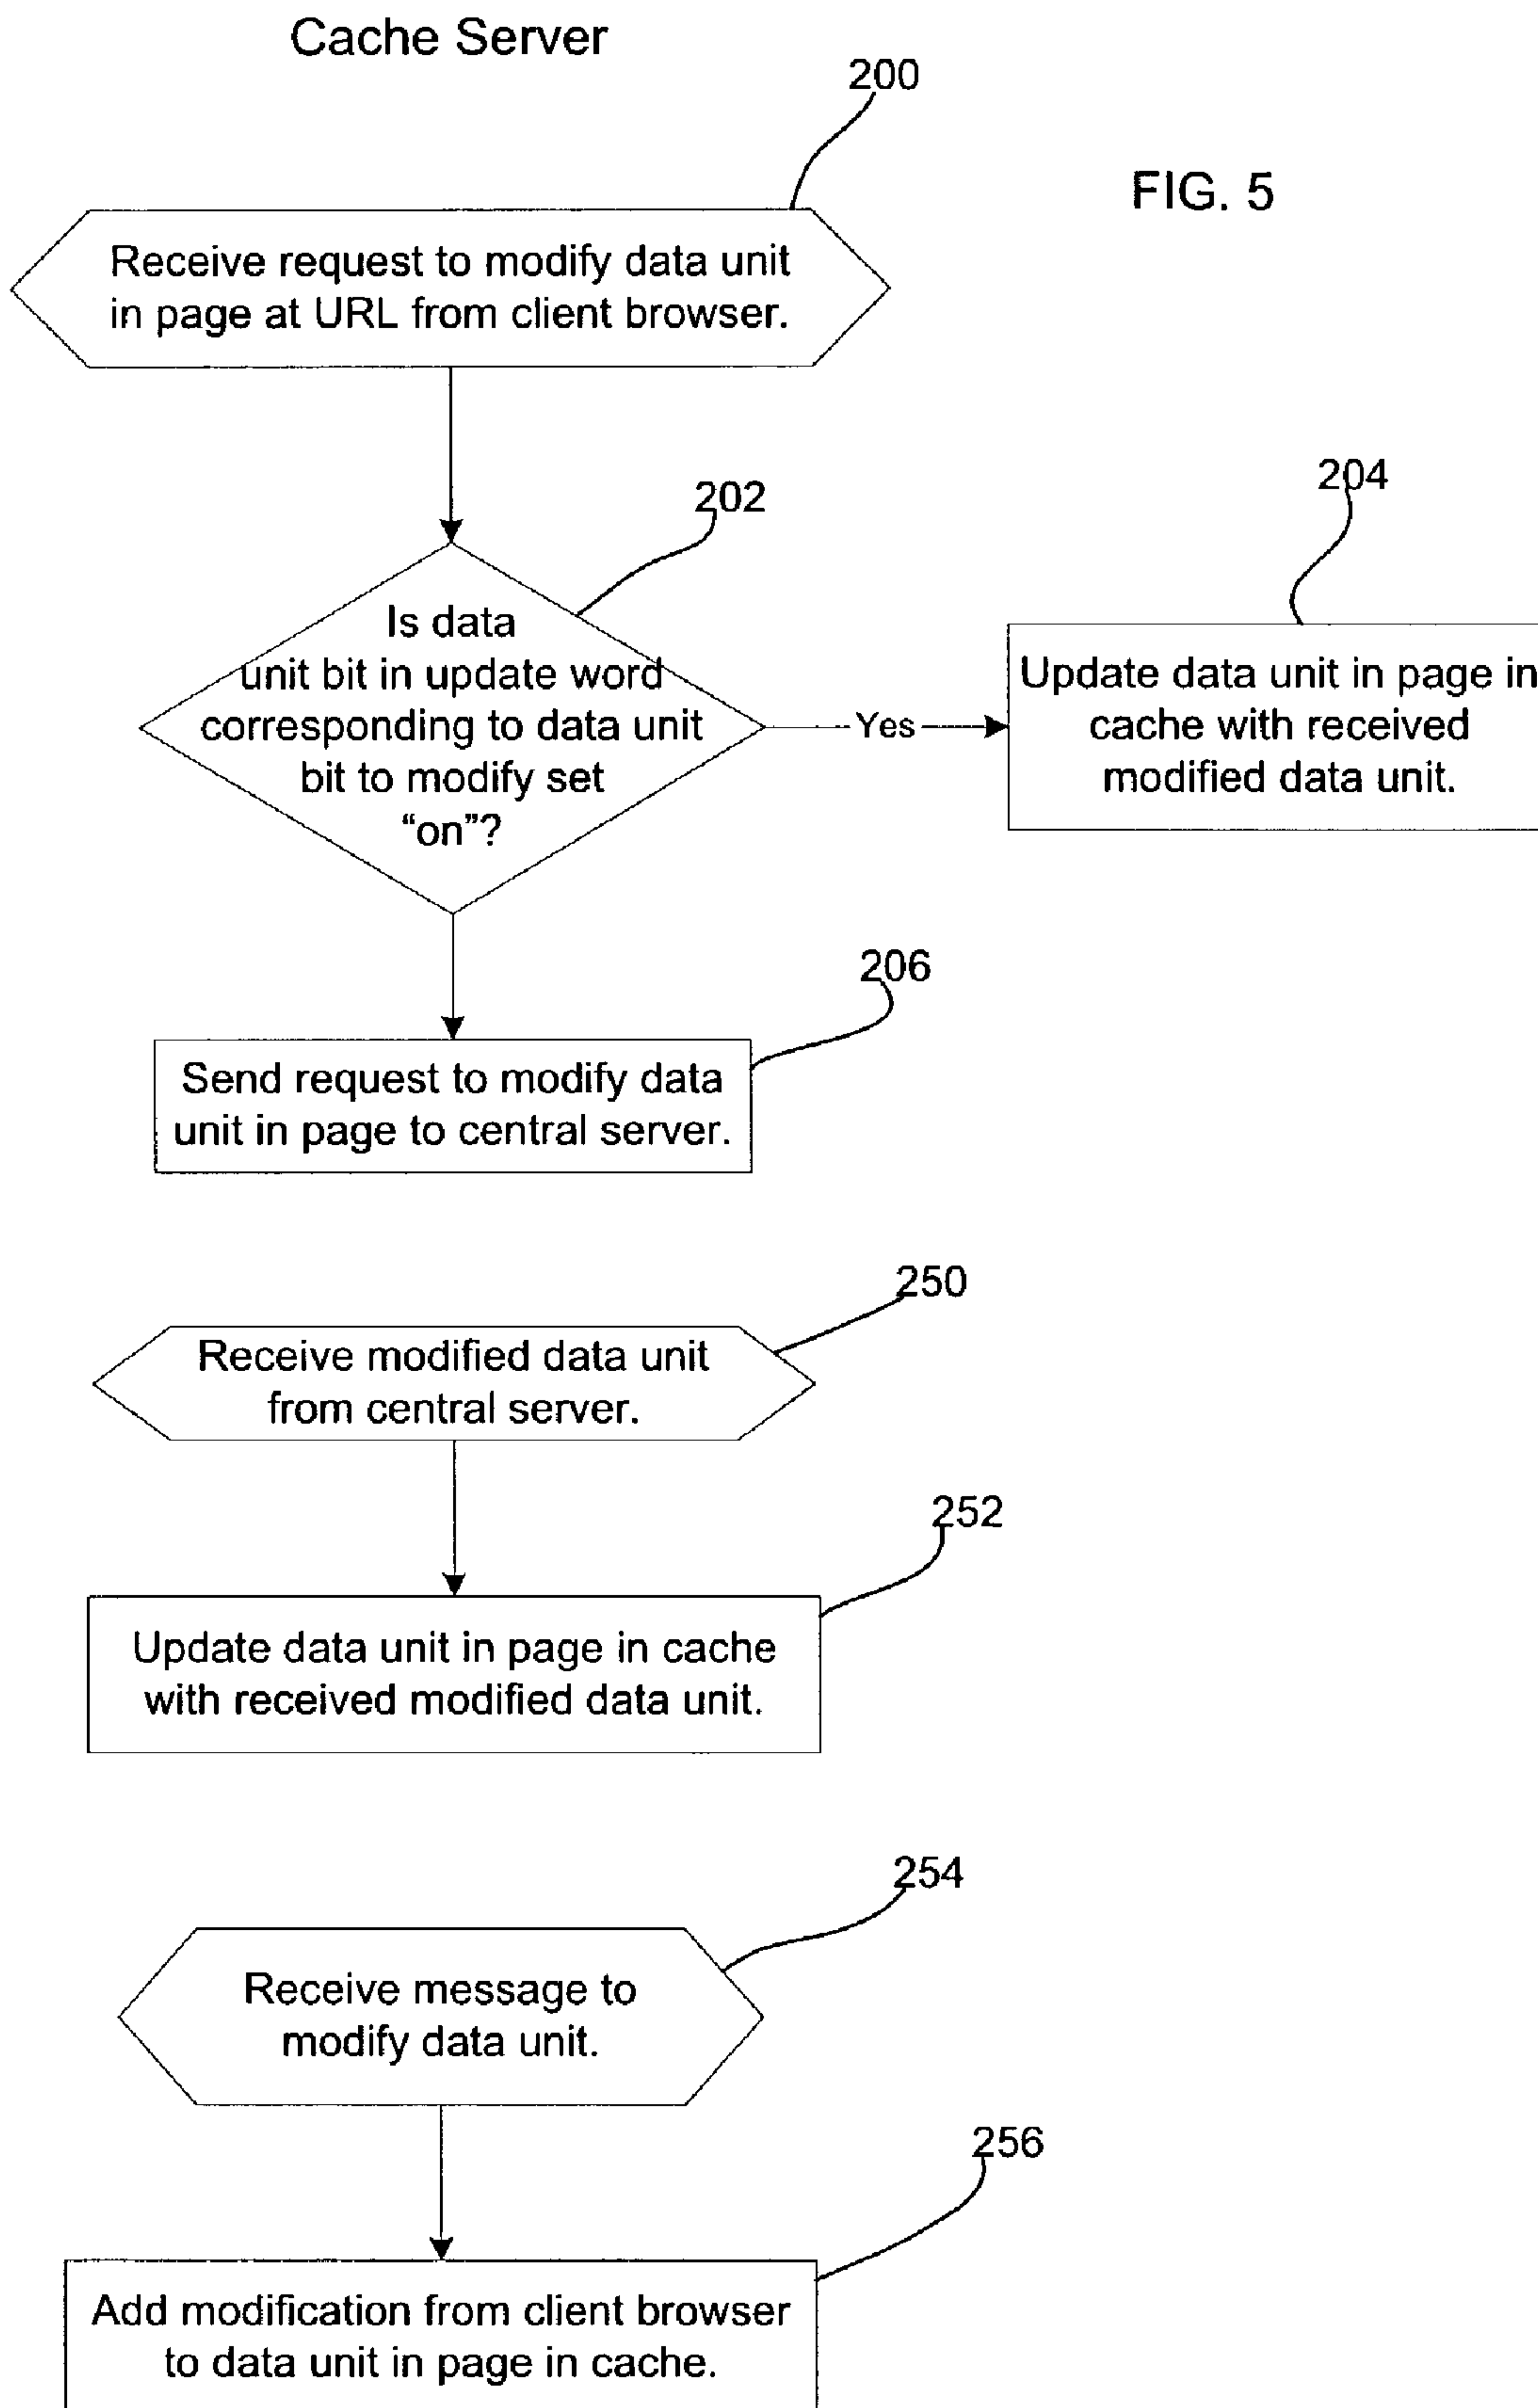 Cache Server
200
FIG. 5
Receive request to modify data unit
in page at URL from client browser.
202
204
Is data
unit bit in update word
corresponding to data unit
bit to modify set
“on”?
Yes
Update data unit in page in
cache with received
modified data unit.
206
Send request to modify data
unit in page to central server.
250
Receive modified data unit
from central server.
252
Update data unit in page in cache
with received modified data unit.
254
Receive message to
modify data unit.
256
Add modification from client browser
to data unit in page in cache.